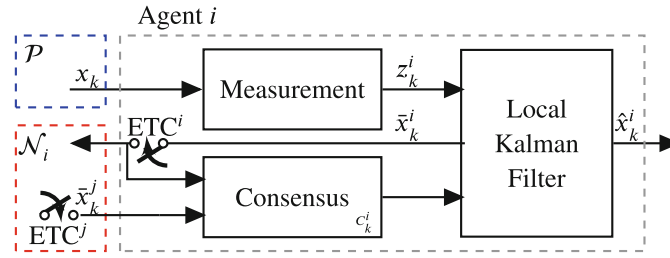 Agent i
𝒫
x_k
Measurement
z_k^i
Local
Kalman
Filter
x̂_k^i
ETC^i
x̄_k^i
𝒩_i
Consensus
C_k^i
x̄_k^j
ETC^j